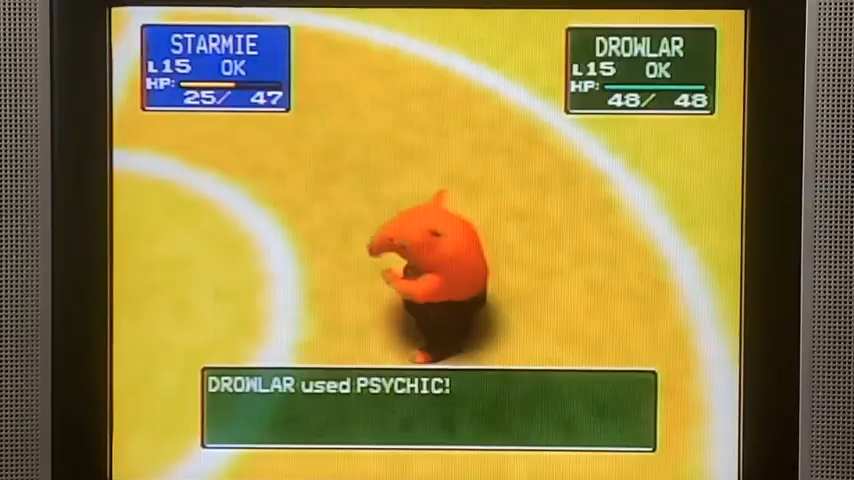 STARMIE
L15 OK
HP:
25/ 47
DROWLAR
L15 OK
HP:
48/ 48
DROWLAR used PSYCHIC!